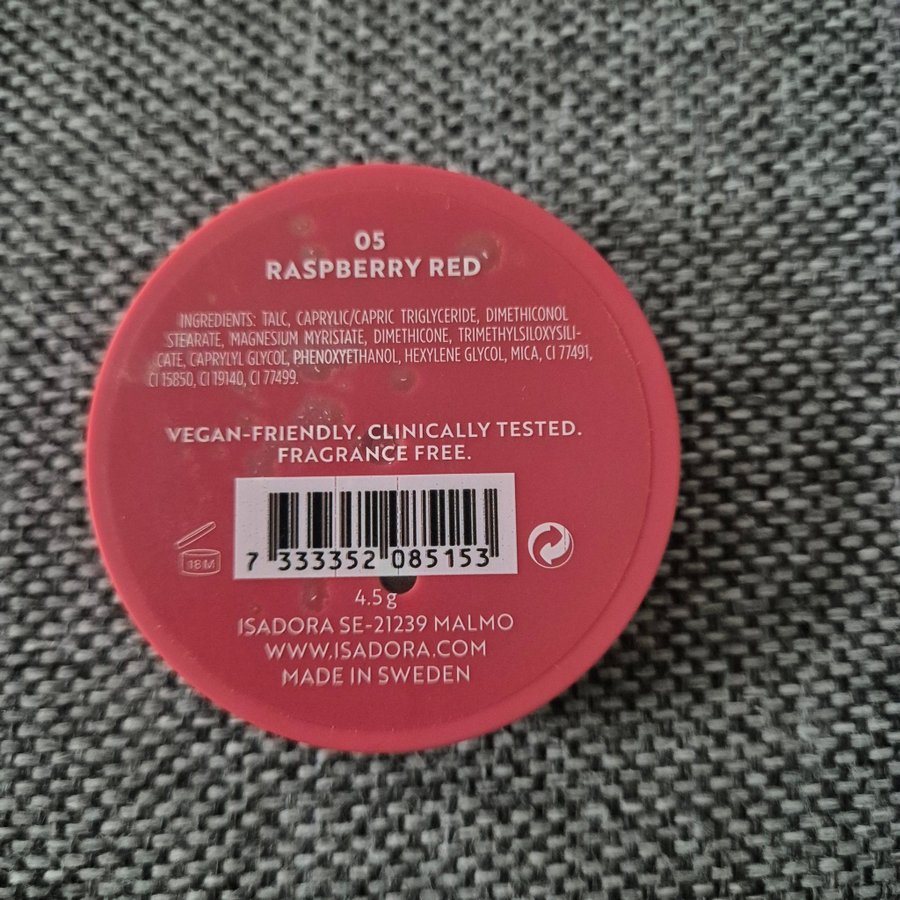 05
RASPBERRY RED
INGREDIENTS: TALC, CAPRYLIC/CAPRIC TRIGLYCERIDE, DIMETHICONOL
STEARATE, MAGNESIUM MYRISTATE, DIMETHICONE, TRIMETHYLSILOXYSILI-
CATE, CAPRYLYL GLYCOL, PHENOXYETHANOL, HEXYLENE GLYCOL, MICA, CI 77491,
CI 15850, CI 19140, CI 77499.
VEGAN-FRIENDLY. CLINICALLY TESTED.
FRAGRANCE FREE.
7 333352 085153
18M
4.5 g
ISADORA SE-21239 MALMO
WWW.ISADORA.COM
MADE IN SWEDEN